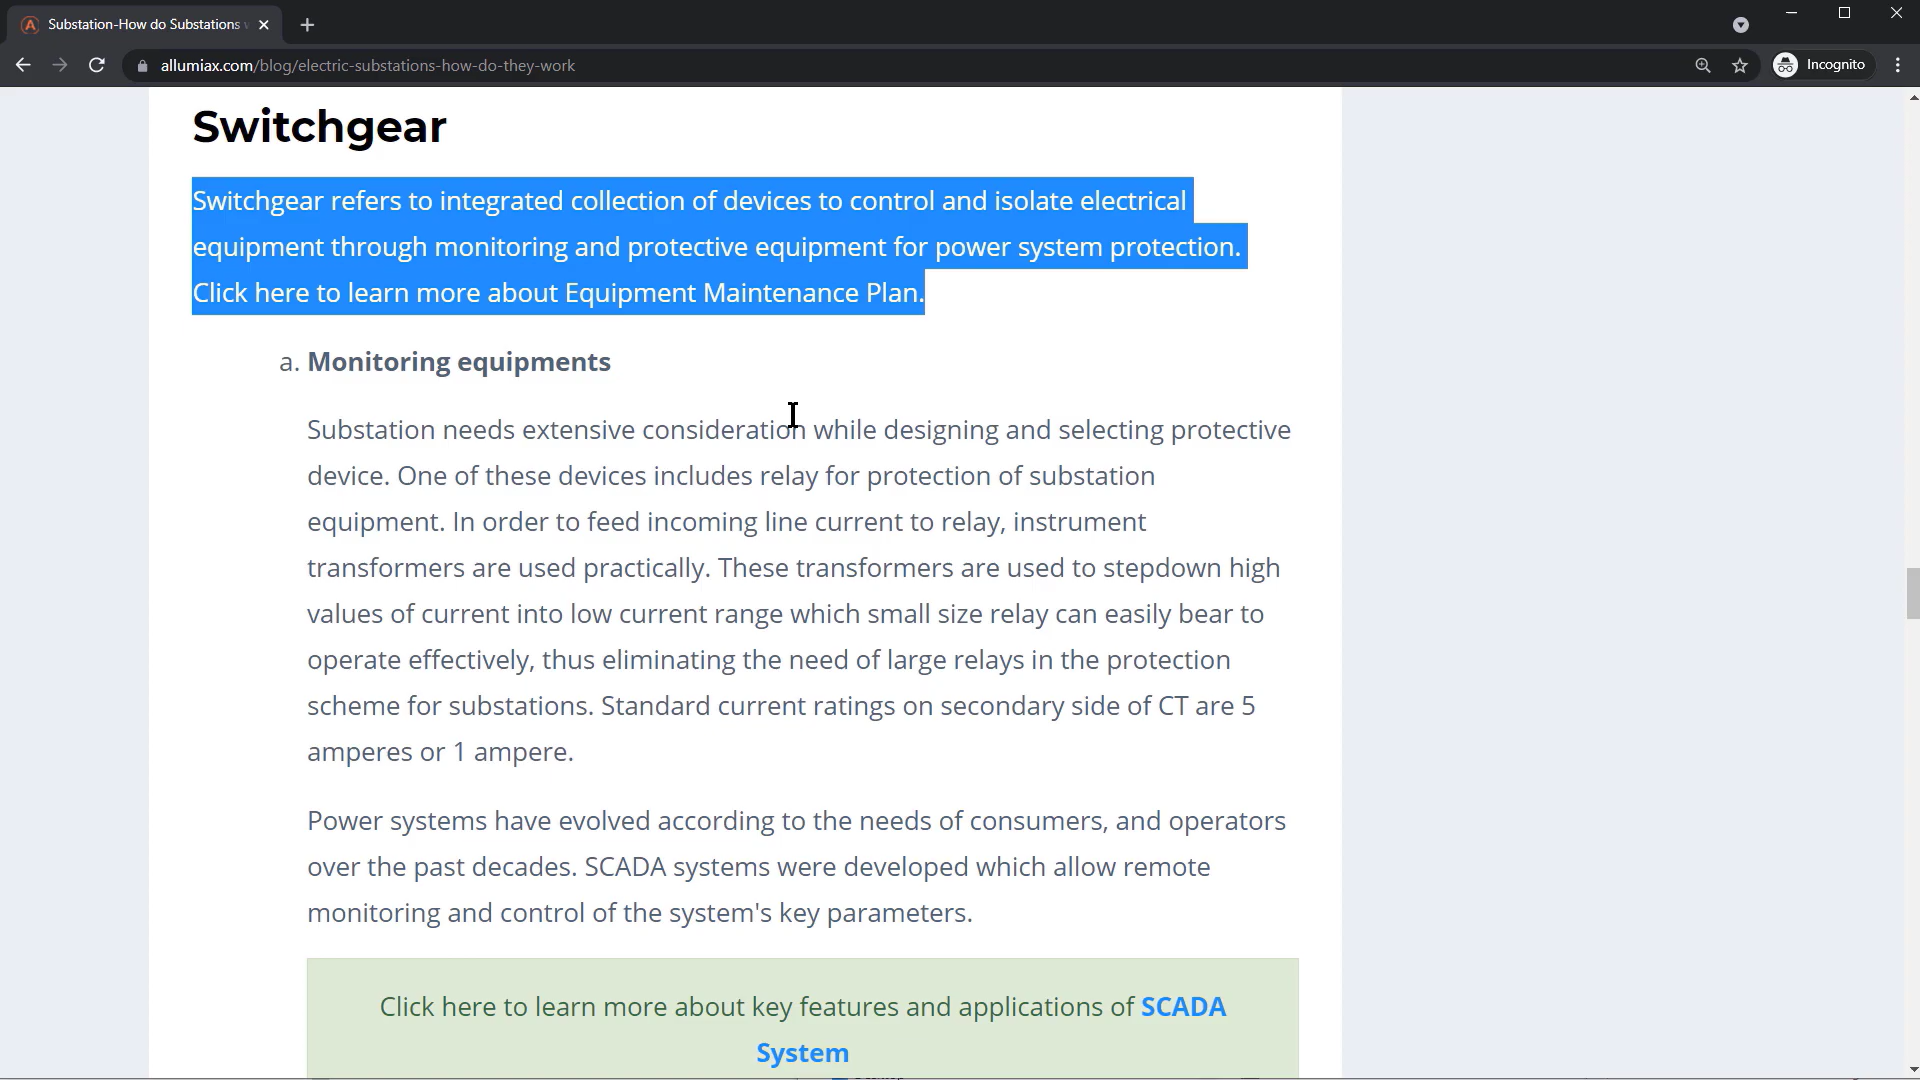 Substation-How do Substations
allumiax.com/blog/electric-substations-how-do-they-work
Incognito
Switchgear
Switchgear refers to integrated collection of devices to control and isolate electrical
equipment through monitoring and protective equipment for power system protection.
Click here to learn more about Equipment Maintenance Plan.
a. Monitoring equipments
Substation needs extensive consideration while designing and selecting protective
device. One of these devices includes relay for protection of substation
equipment. In order to feed incoming line current to relay, instrument
transformers are used practically. These transformers are used to stepdown high
values of current into low current range which small size relay can easily bear to
operate effectively, thus eliminating the need of large relays in the protection
scheme for substations. Standard current ratings on secondary side of CT are 5
amperes or 1 ampere.
Power systems have evolved according to the needs of consumers, and operators
over the past decades. SCADA systems were developed which allow remote
monitoring and control of the system's key parameters.
Click here to learn more about key features and applications of SCADA
System